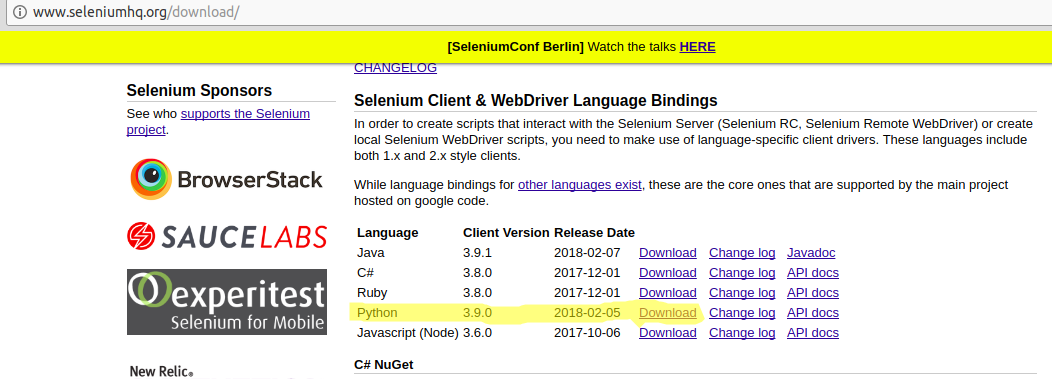 www.seleniumhq.org/download/
[SeleniumConf Berlin] Watch the talks HERE
CHANGELOG
Selenium Sponsors
See who supports the Selenium
project.
BrowserStack
SAUCELABS
experitest
Selenium for Mobile
New Relic.
Selenium Client & WebDriver Language Bindings
In order to create scripts that interact with the Selenium Server (Selenium RC, Selenium Remote WebDriver) or create
local Selenium WebDriver scripts, you need to make use of language-specific client drivers. These languages include
both 1.x and 2.x style clients.
While language bindings for other languages exist, these are the core ones that are supported by the main project
hosted on google code.
Language Client Version Release Date
Java 3.9.1 2018-02-07 Download Change log Javadoc
C# 3.8.0 2017-12-01 Download Change log API docs
Ruby 3.8.0 2017-12-01 Download Change log API docs
Python 3.9.0 2018-02-05 Download Change log API docs
Javascript (Node) 3.6.0 2017-10-06 Download Change log API docs
C# NuGet